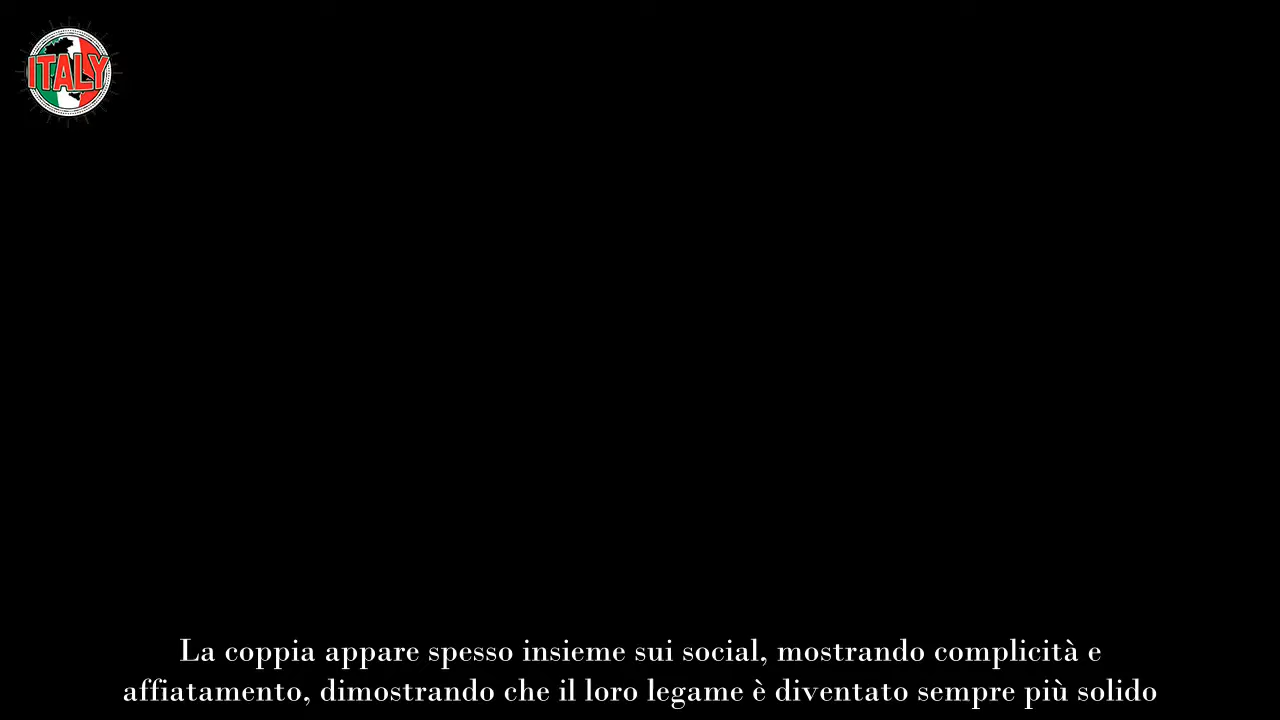 ITALY
La coppia appare spesso insieme sui social, mostrando complicità e
affiatamento, dimostrando che il loro legame è diventato sempre più solido